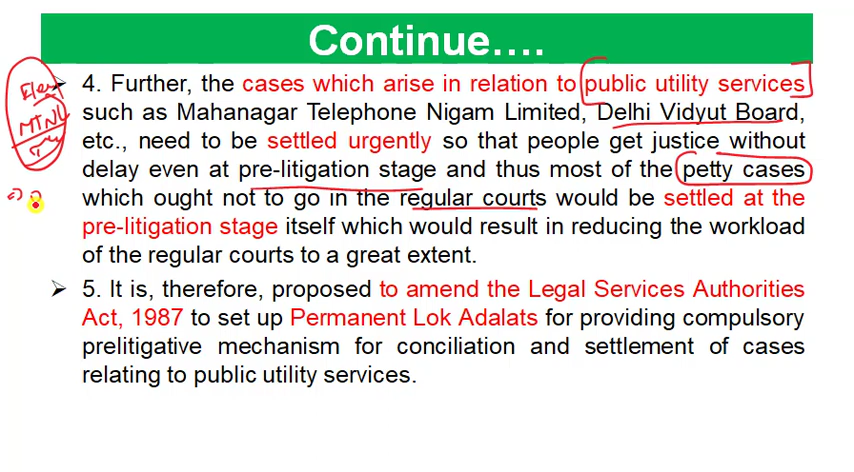 Continue….
➢ 4. Further, the cases which arise in relation to public utility services
such as Mahanagar Telephone Nigam Limited, Delhi Vidyut Board,
etc., need to be settled urgently so that people get justice without
delay even at pre-litigation stage and thus most of the petty cases
which ought not to go in the regular courts would be settled at the
pre-litigation stage itself which would result in reducing the workload
of the regular courts to a great extent.
➢ 5. It is, therefore, proposed to amend the Legal Services Authorities
Act, 1987 to set up Permanent Lok Adalats for providing compulsory
prelitigative mechanism for conciliation and settlement of cases
relating to public utility services.
MTNL